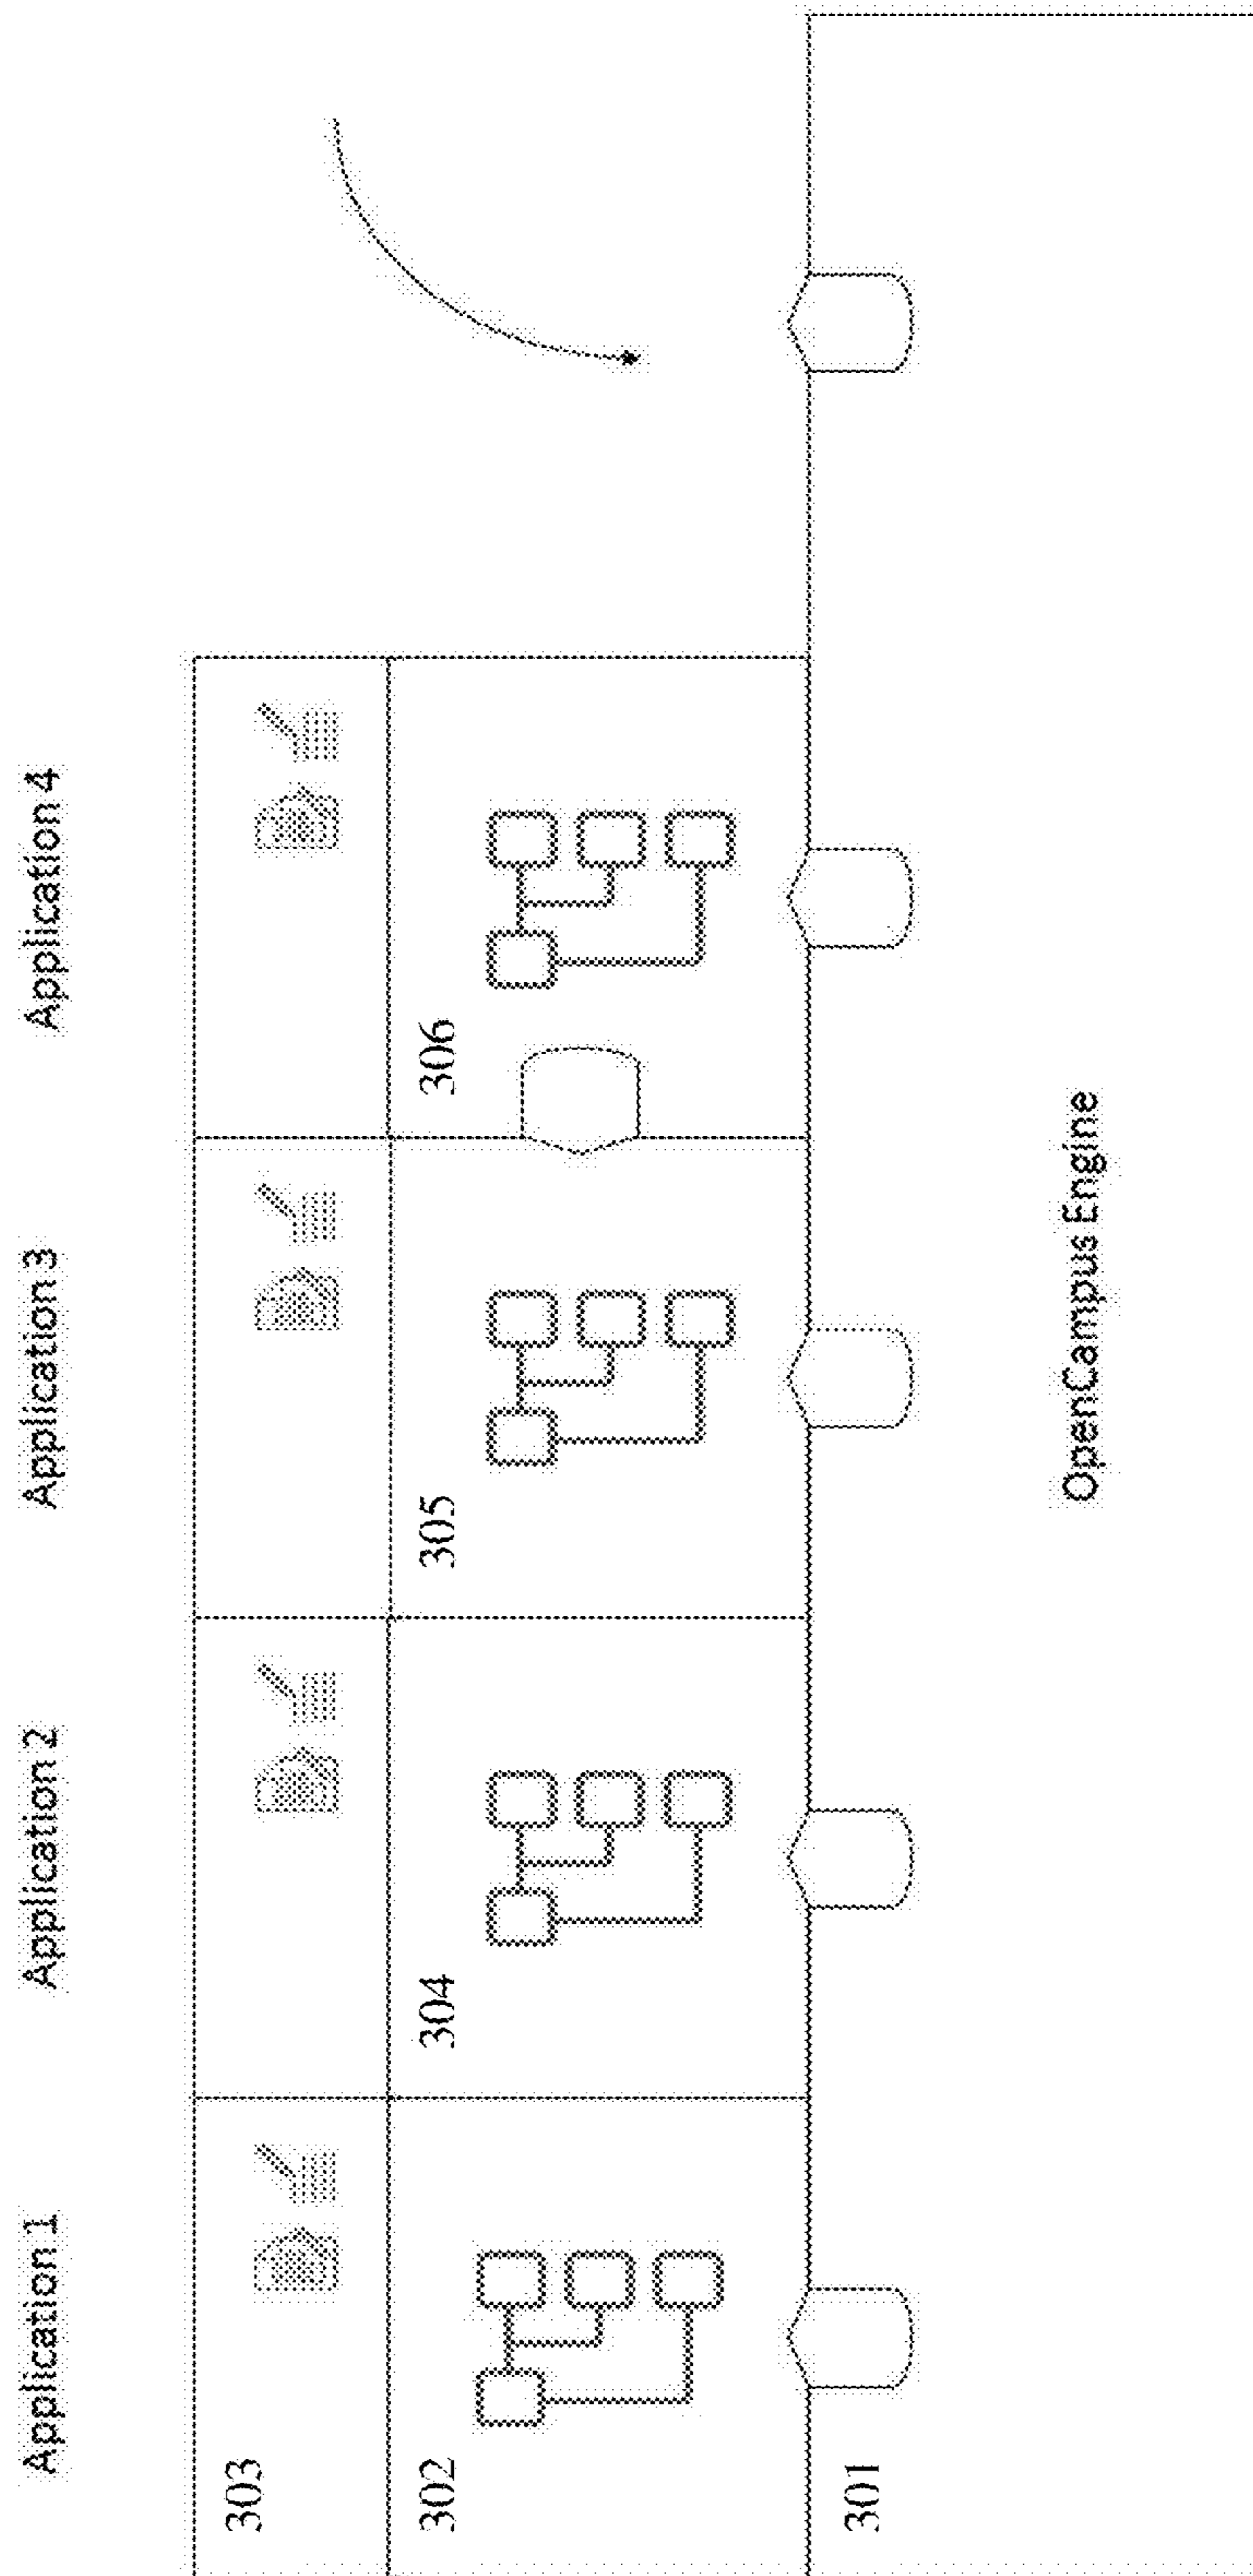 Application 1
Application 2
Application 3
Application 4
303
302
304
305
306
301
OpenCampus Engine